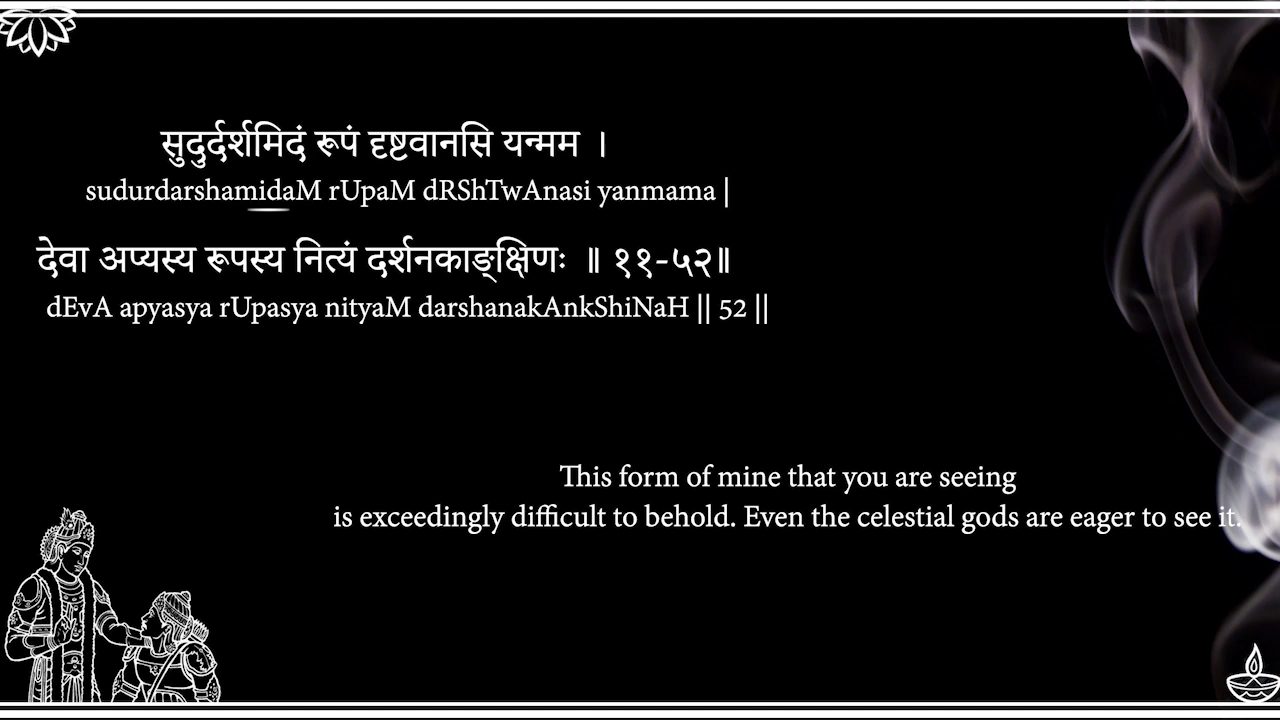 सुदुर्दर्शमिदं रूपं दृष्टवानसि यन्मम ।
sudurdarshamidaM rUpaM dRShTwAnasi yanmama |
देवा अप्यस्य रूपस्य नित्यं दर्शनकाङ्क्षिणः ॥ ११-५२॥
dEvA apyasya rUpasya nityaM darshanakAnkShiNaH || 52 ||
This form of mine that you are seeing
is exceedingly difficult to behold. Even the celestial gods are eager to see it.